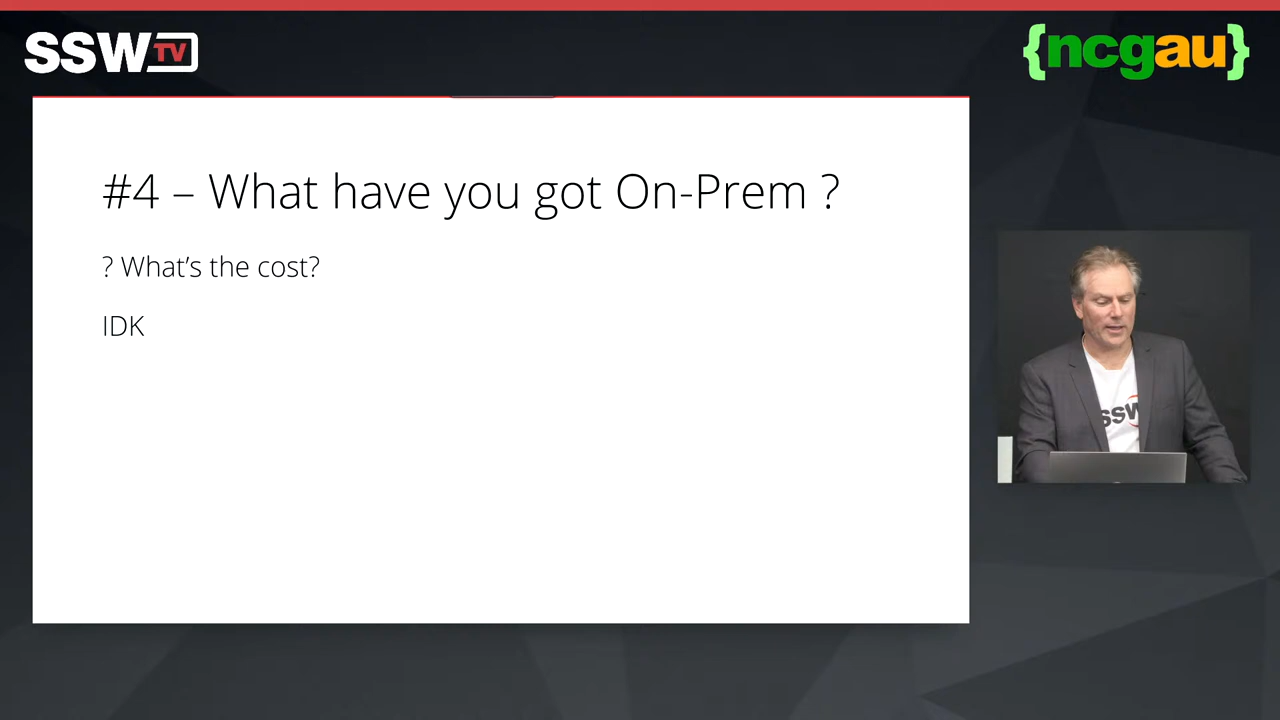 SSW TV
{ncgau}
#4 – What have you got On-Prem ?
? What's the cost?
IDK
SSW